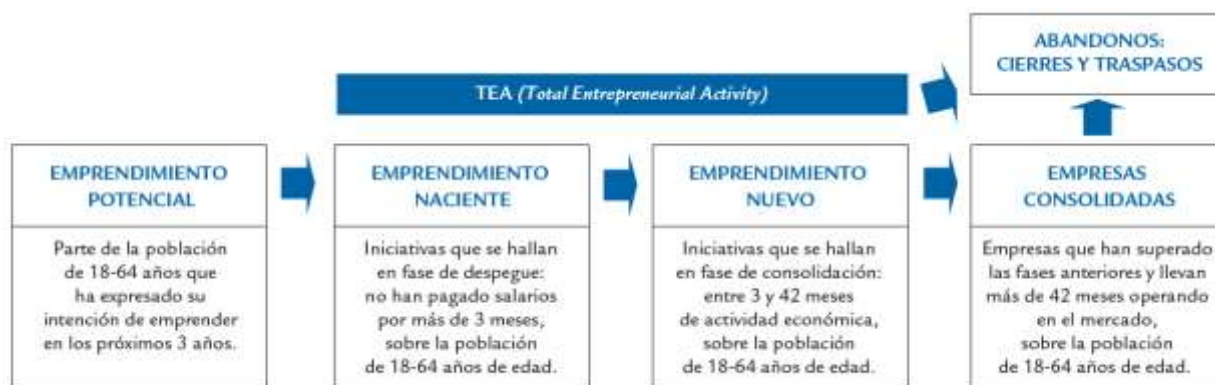 ABANDONOS:
CIERRES Y TRASPASOS
TEA (Total Entrepreneurial Activity)
EMPRENDIMIENTO
POTENCIAL
Parte de la población
de 18-64 años que
ha expresado su
intención de emprender
en los próximos 3 años.
EMPRENDIMIENTO
NACIENTE
Iniciativas que se hallan
en fase de despegue:
no han pagado salarios
por más de 3 meses,
sobre la población
de 18-64 años de edad.
EMPRENDIMIENTO
NUEVO
Iniciativas que se hallan
en fase de consolidación:
entre 3 y 42 meses
de actividad económica,
sobre la población
de 18-64 años de edad.
EMPRESAS
CONSOLIDADAS
Empresas que han superado
las fases anteriores y llevan
más de 42 meses operando
en el mercado,
sobre la población
de 18-64 años de edad.